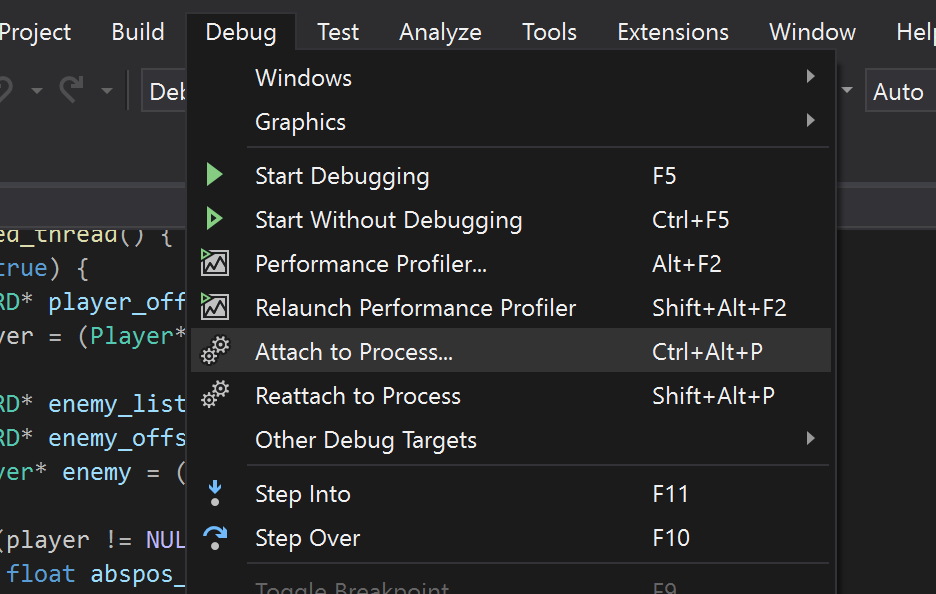 Project Build Debug Test Analyze Tools Extensions Window Help
Deb
Auto
Windows
Graphics
Start Debugging F5
Start Without Debugging Ctrl+F5
Performance Profiler... Alt+F2
Relaunch Performance Profiler Shift+Alt+F2
Attach to Process... Ctrl+Alt+P
Reattach to Process Shift+Alt+P
Other Debug Targets
Step Into F11
Step Over F10
Toggle Breakpoint F9
ed_thread() {
true) {
RD* player_off
yer = (Player*
RD* enemy_list
RD* enemy_offs
yer* enemy = (
(player != NUL
float abspos_